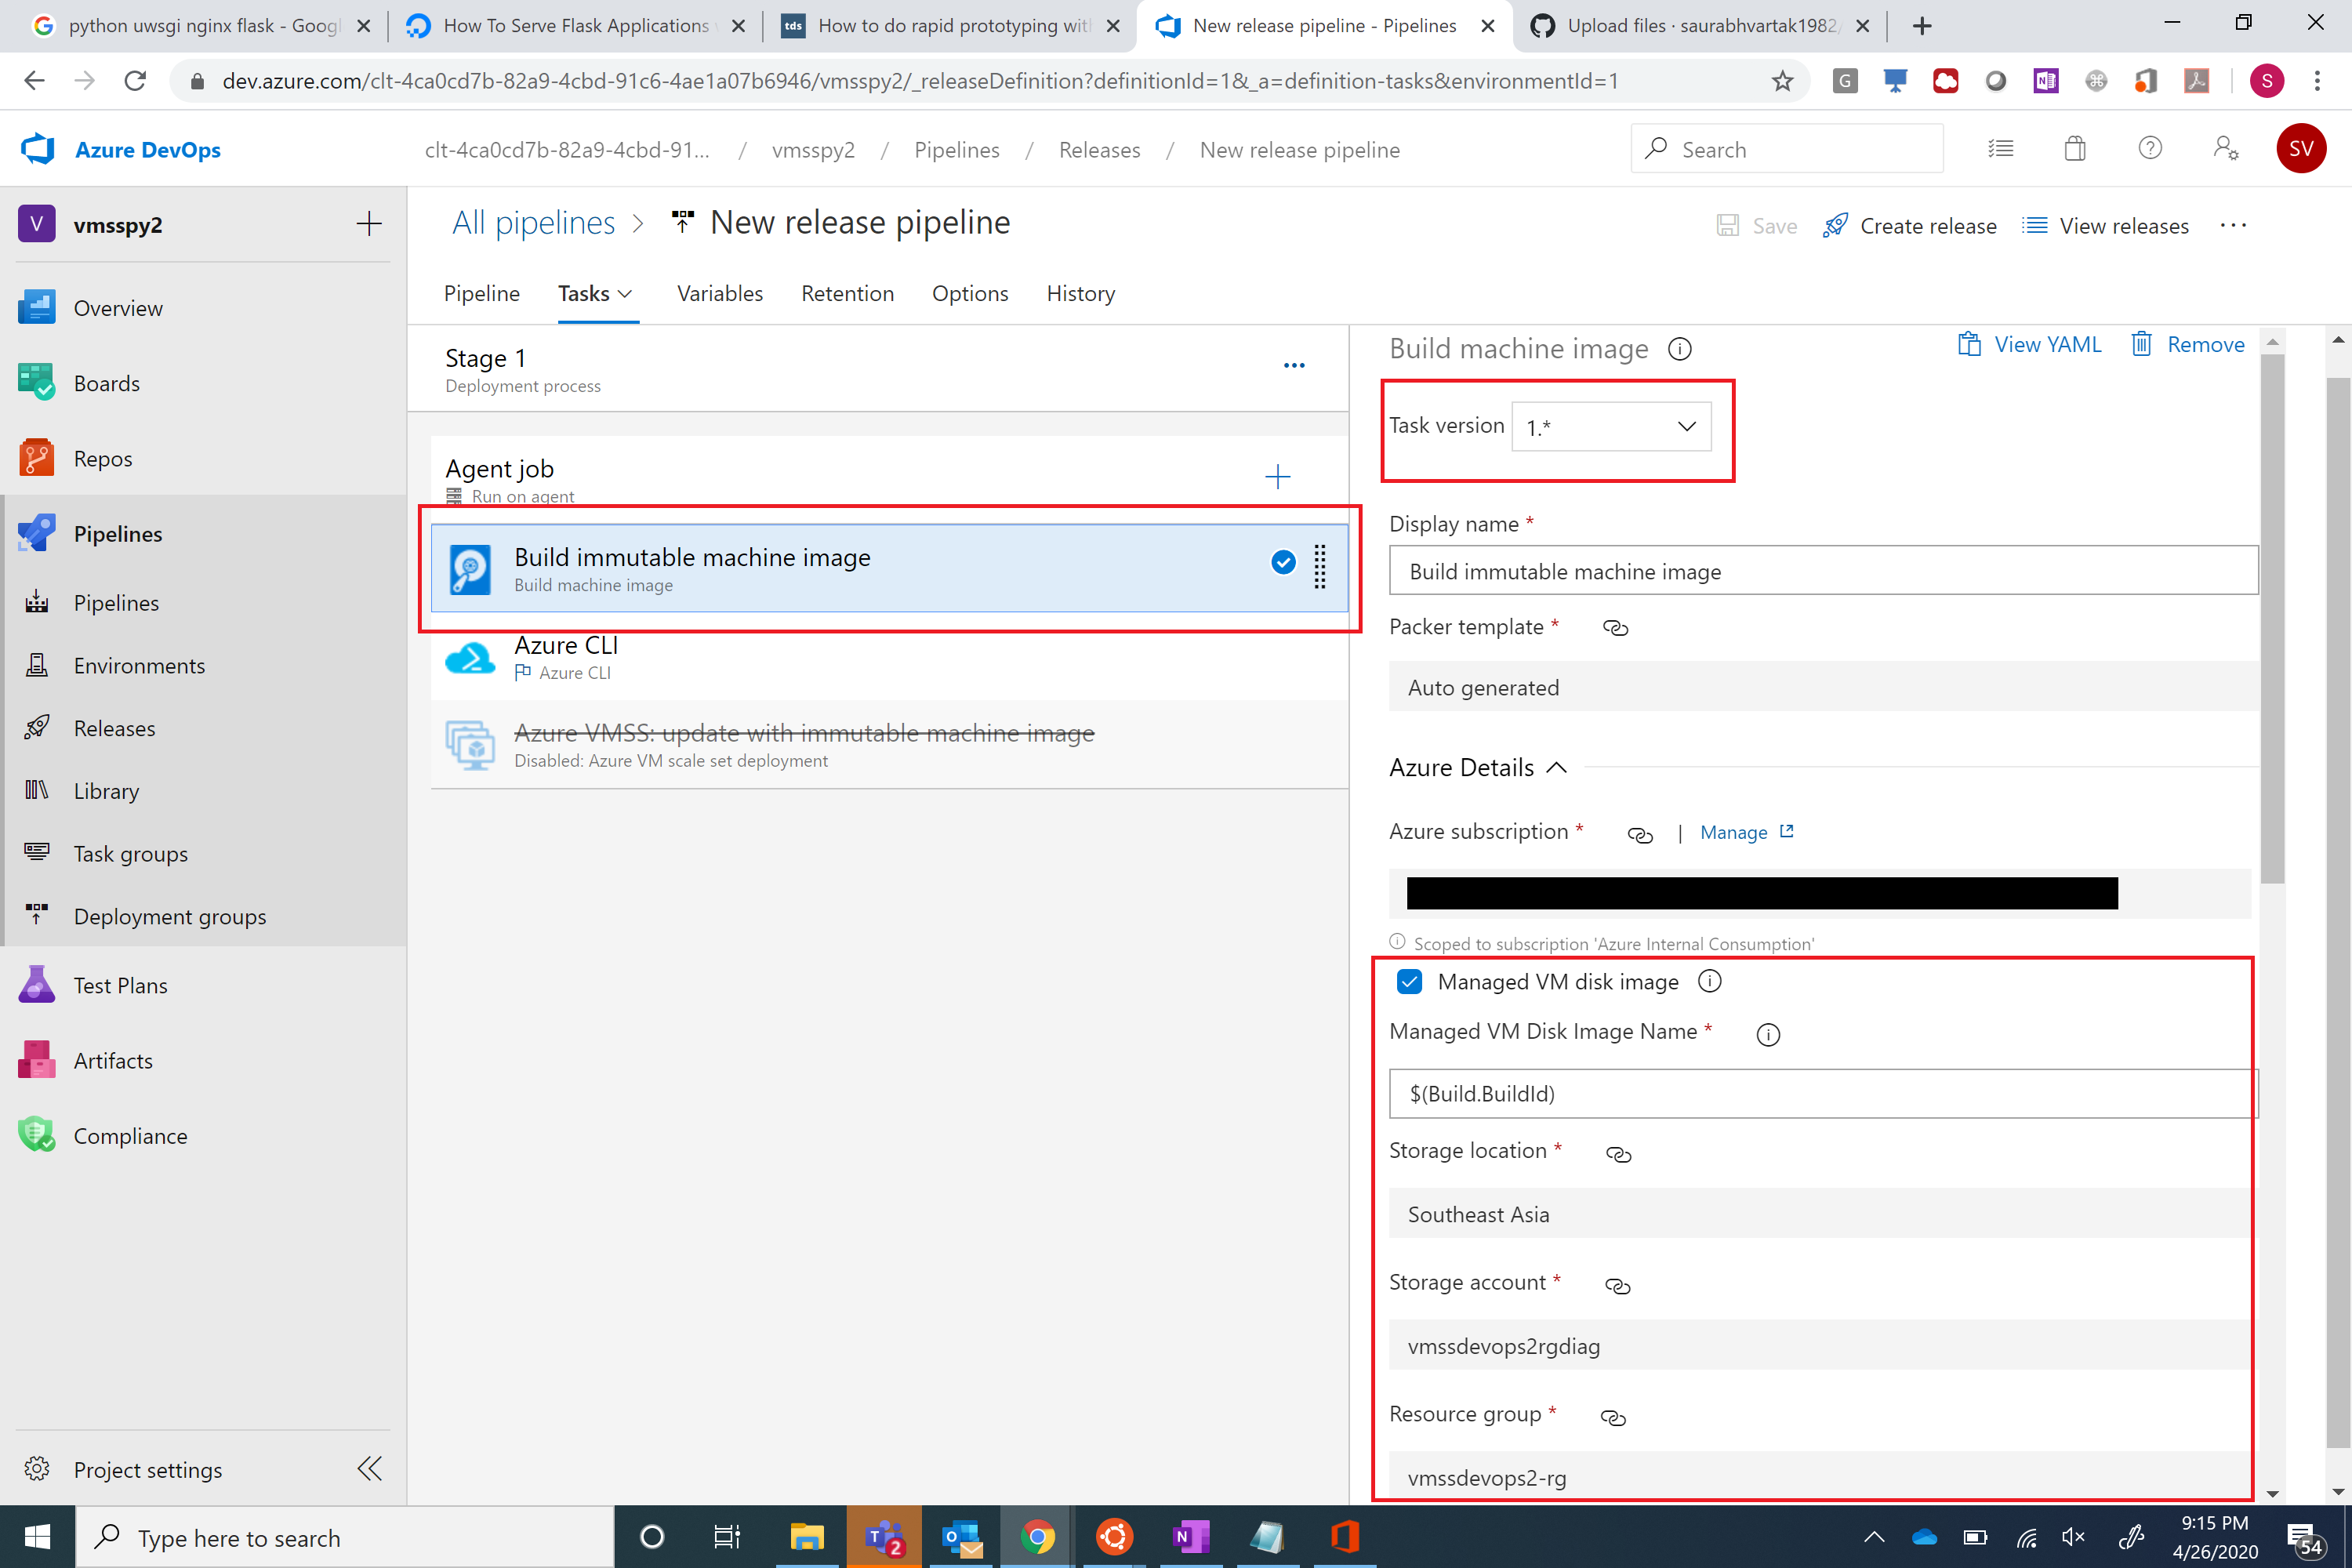 python uwsgi nginx flask - Googl
How To Serve Flask Applications
tds
How to do rapid prototyping wit
New release pipeline - Pipelines
Upload files · saurabhvartak1982/
dev.azure.com/clt-4ca0cd7b-82a9-4cbd-91c6-4ae1a07b6946/vmsspy2/_releaseDefinition?definitionId=1&_a=definition-tasks&environmentId=1
G
N
S
Azure DevOps
clt-4ca0cd7b-82a9-4cbd-91... / vmsspy2 / Pipelines / Releases / New release pipeline
Search
SV
V
vmsspy2
Overview
Boards
Repos
Pipelines
Pipelines
Environments
Releases
Library
Task groups
Deployment groups
Test Plans
Artifacts
Compliance
Project settings
All pipelines > New release pipeline
Save
Create release
View releases
Pipeline
Tasks
Variables
Retention
Options
History
Stage 1
Deployment process
Agent job
Run on agent
Build immutable machine image
Build machine image
Azure CLI
Azure CLI
Azure VMSS: update with immutable machine image
Disabled: Azure VM scale set deployment
Build machine image
View YAML
Remove
Task version 1.*
Display name *
Build immutable machine image
Packer template *
Auto generated
Azure Details
Azure subscription * | Manage
Scoped to subscription 'Azure Internal Consumption'
Managed VM disk image
Managed VM Disk Image Name *
$(Build.BuildId)
Storage location *
Southeast Asia
Storage account *
vmssdevops2rgdiag
Resource group *
vmssdevops2-rg
Type here to search
T
2
O
N
9:15 PM
4/26/2020
54